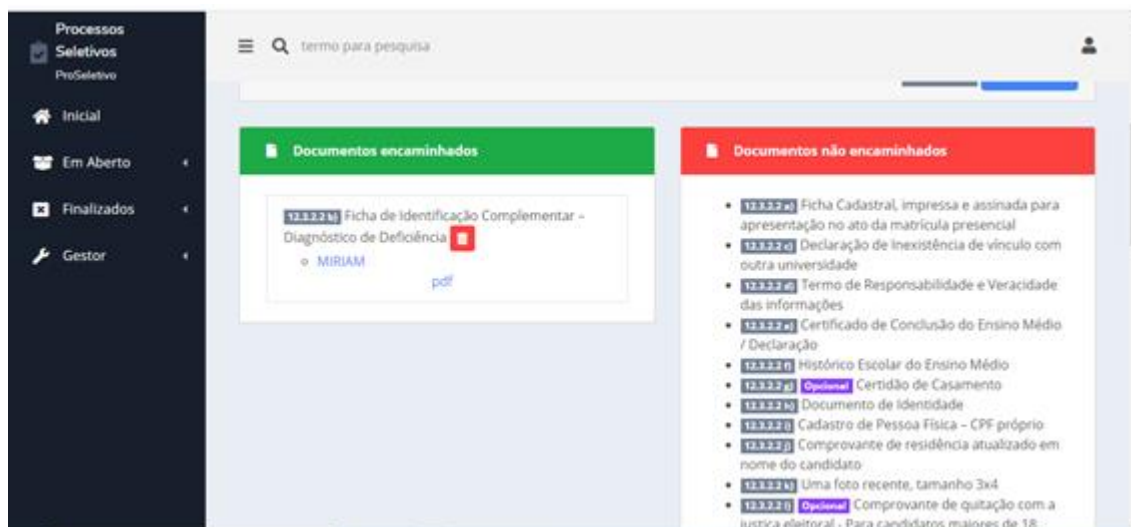 Processos
Seletivos
ProSeletivo
termo para pesquisa
Inicial
Em Aberto
Finalizados
Gestor
Documentos encaminhados
12.3.2.2 b) Ficha de Identificação Complementar –
Diagnóstico de Deficiência
MIRIAM
pdf
Documentos não encaminhados
12.3.2.2 a) Ficha Cadastral, impressa e assinada para
apresentação no ato da matrícula presencial
12.3.2.2 c) Declaração de Inexistência de vínculo com
outra universidade
12.3.2.2 d) Termo de Responsabilidade e Veracidade
das informações
12.3.2.2 e) Certificado de Conclusão do Ensino Médio
/ Declaração
12.3.2.2 f) Histórico Escolar do Ensino Médio
12.3.2.2 g) Opcional Certidão de Casamento
12.3.2.2 h) Documento de Identidade
12.3.2.2 i) Cadastro de Pessoa Física – CPF próprio
12.3.2.2 j) Comprovante de residência atualizado em
nome do candidato
12.3.2.2 k) Uma foto recente, tamanho 3x4
12.3.2.2 l) Opcional Comprovante de quitação com a
justiça eleitoral - Para candidatos maiores de 18